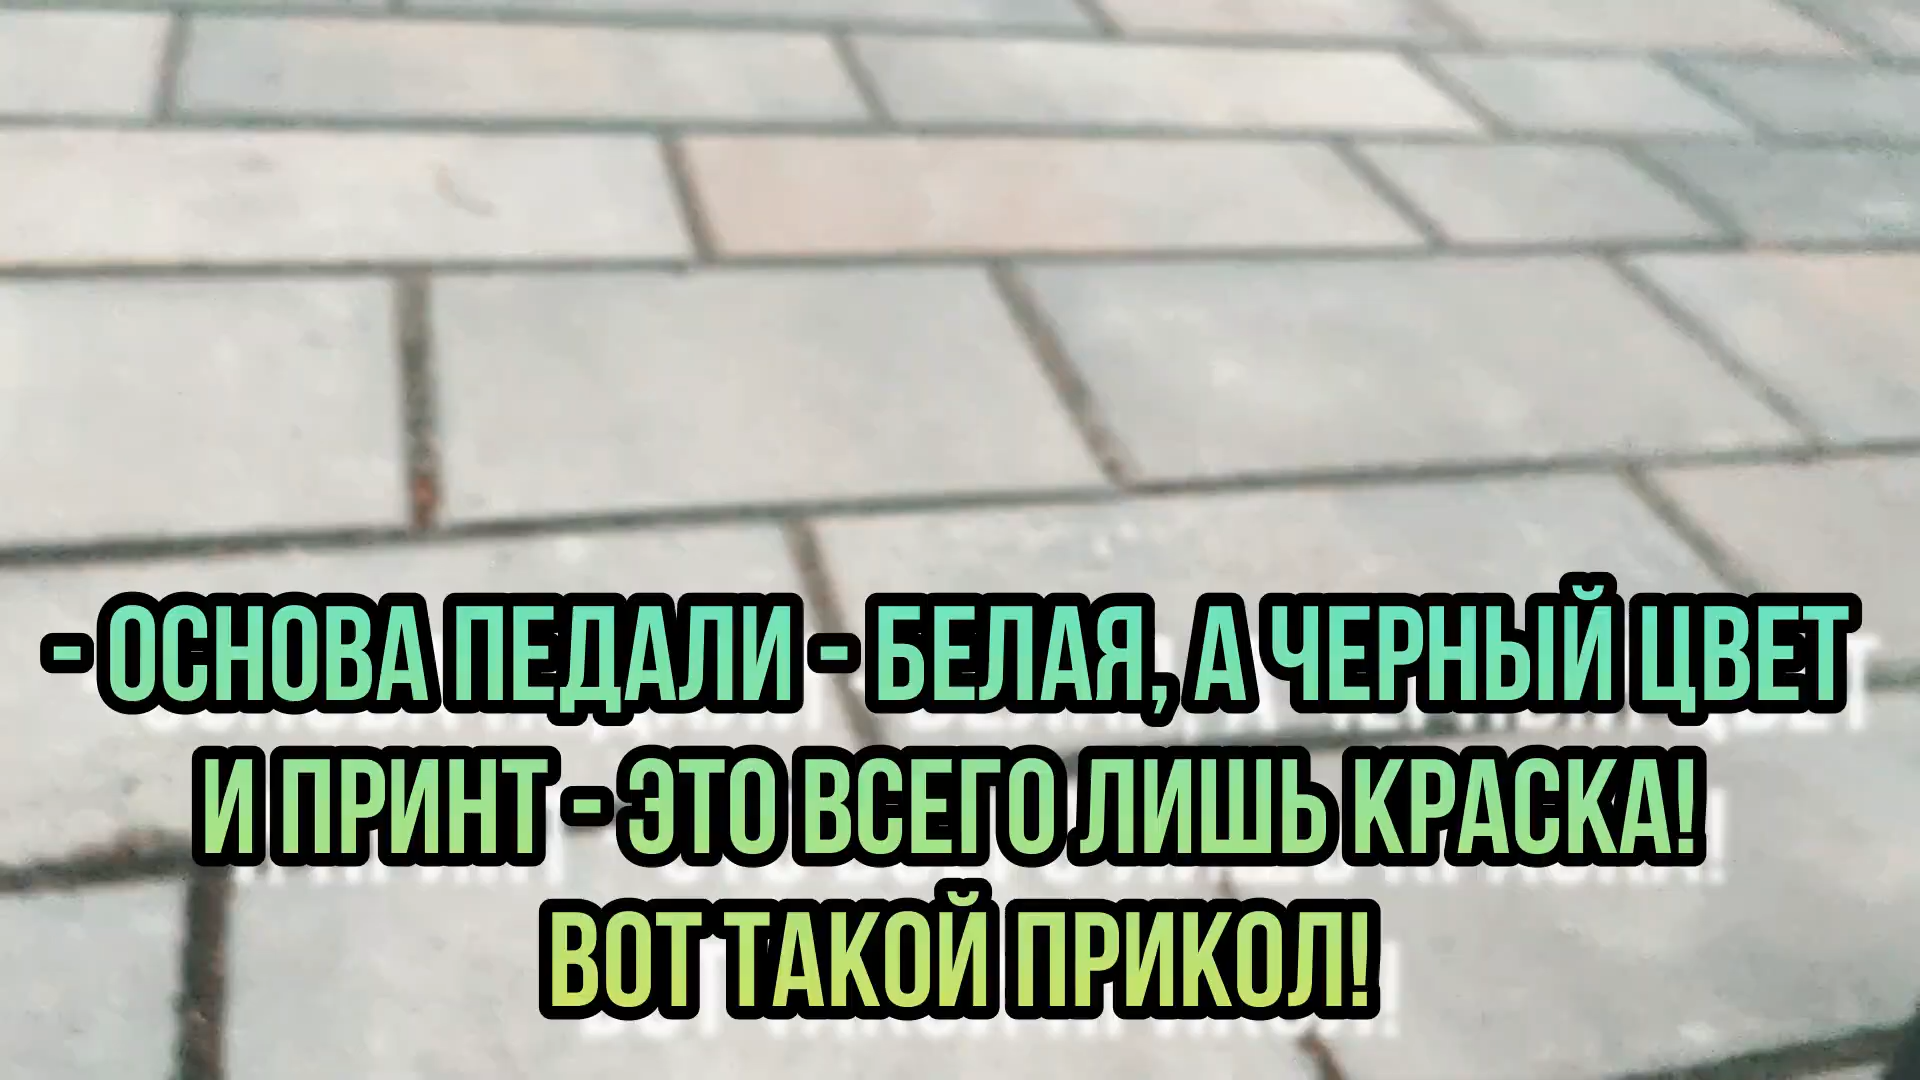 - ОСНОВА ПЕДАЛИ - БЕЛАЯ, А ЧЕРНЫЙ ЦВЕТ
И ПРИНТ - ЭТО ВСЕГО ЛИШЬ КРАСКА!
ВОТ ТАКОЙ ПРИКОЛ!